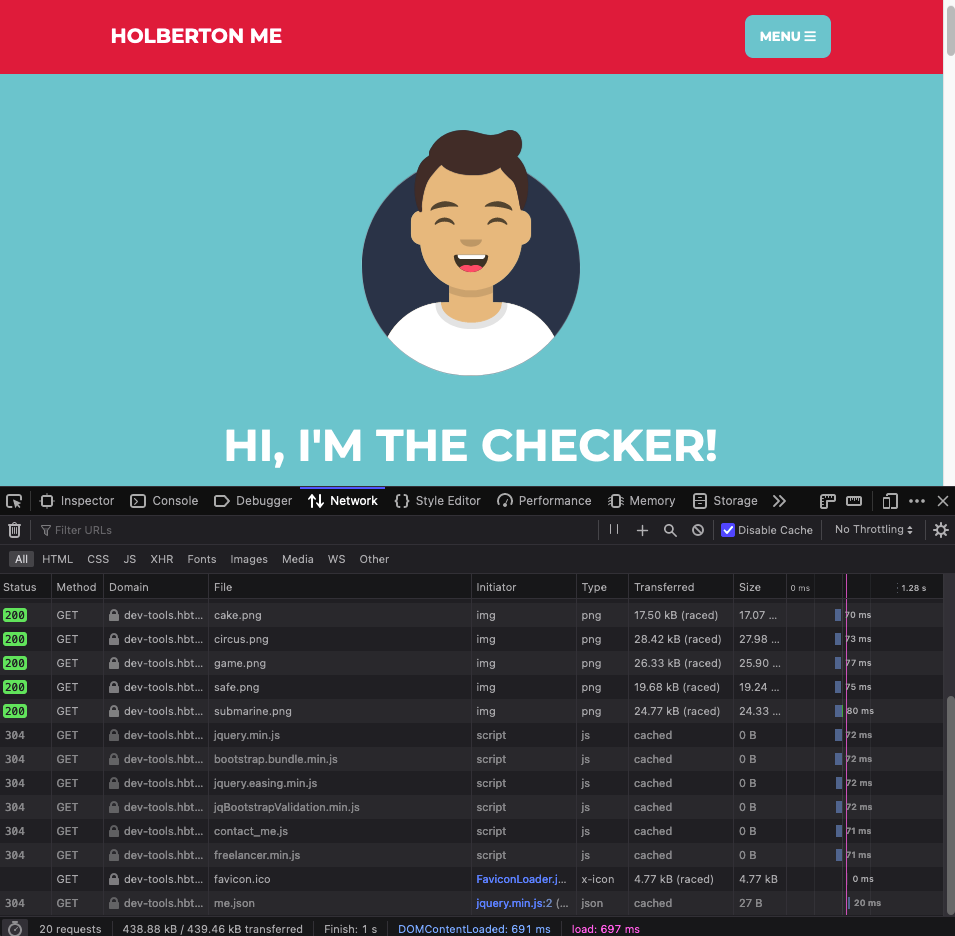 HOLBERTON ME
MENU ☰
HI, I'M THE CHECKER!
Inspector Console Debugger Network Style Editor Performance Memory Storage
Filter URLs Disable Cache No Throttling
All HTML CSS JS XHR Fonts Images Media WS Other
Status Method Domain File Initiator Type Transferred Size 0 ms 1.28 s
200 GET dev-tools.hbt... cake.png img png 17.50 kB (raced) 17.07 ... 70 ms
200 GET dev-tools.hbt... circus.png img png 28.42 kB (raced) 27.98 ... 73 ms
200 GET dev-tools.hbt... game.png img png 26.33 kB (raced) 25.90 ... 77 ms
200 GET dev-tools.hbt... safe.png img png 19.68 kB (raced) 19.24 ... 75 ms
200 GET dev-tools.hbt... submarine.png img png 24.77 kB (raced) 24.33 ... 80 ms
304 GET dev-tools.hbt... jquery.min.js script js cached 0 B 72 ms
304 GET dev-tools.hbt... bootstrap.bundle.min.js script js cached 0 B 72 ms
304 GET dev-tools.hbt... jquery.easing.min.js script js cached 0 B 72 ms
304 GET dev-tools.hbt... jqBootstrapValidation.min.js script js cached 0 B 72 ms
304 GET dev-tools.hbt... contact_me.js script js cached 0 B 71 ms
304 GET dev-tools.hbt... freelancer.min.js script js cached 0 B 71 ms
GET dev-tools.hbt... favicon.ico FaviconLoader.j... x-icon 4.77 kB (raced) 4.77 kB 0 ms
304 GET dev-tools.hbt... me.json jquery.min.js:2 (... json cached 27 B 20 ms
20 requests 438.88 kB / 439.46 kB transferred Finish: 1 s DOMContentLoaded: 691 ms load: 697 ms